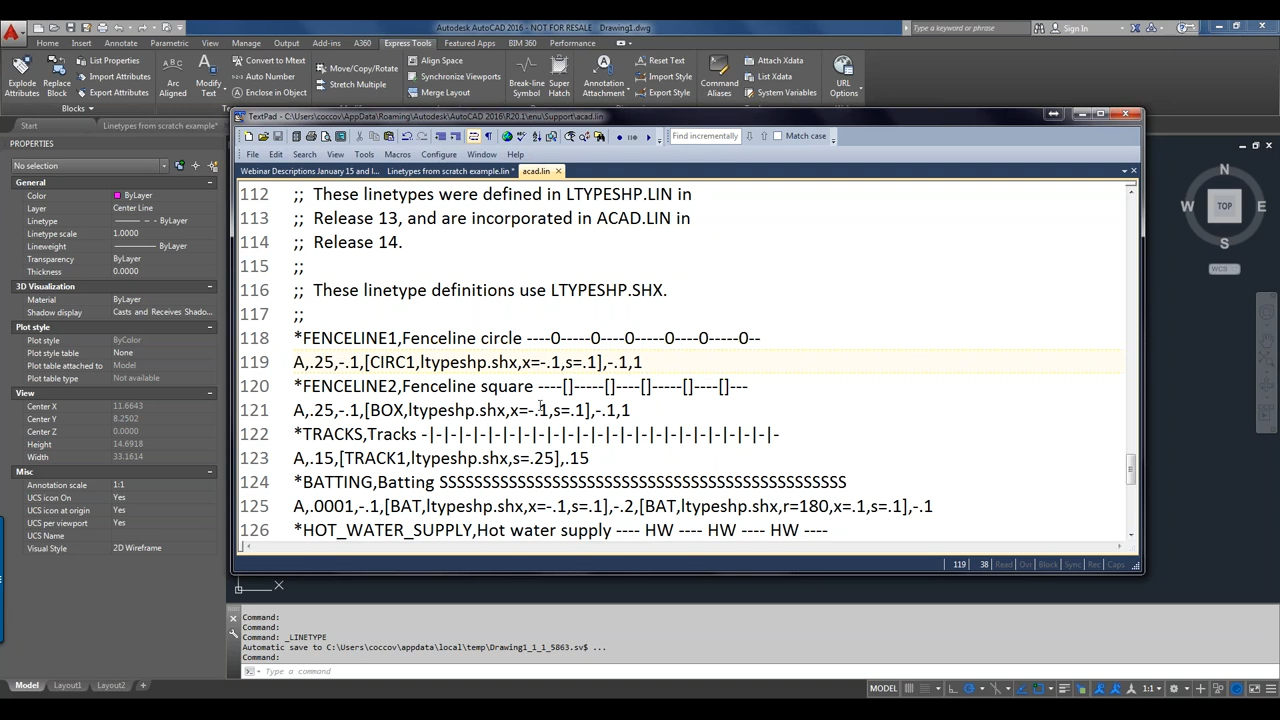 Autodesk AutoCAD 2016 - NOT FOR RESALE Drawing1.dwg
Type a keyword or phrase
Sign In
Home Insert Annotate Parametric View Manage Output Add-ins A360 Express Tools Featured Apps BIM 360 Performance
Explode Attributes
Replace Block
List Properties
Import Attributes
Export Attributes
Blocks
Arc Aligned
Modify Text
Convert to Mtext
Auto Number
Enclose in Object
Move/Copy/Rotate
Stretch Multiple
Align Space
Synchronize Viewports
Merge Layout
Break-line Symbol
Super Hatch
Annotation Attachment
Reset Text
Import Style
Export Style
Command Aliases
Attach Xdata
List Xdata
System Variables
URL Options
Start
Linetypes from scratch example*
TextPad - C:\Users\coccov\AppData\Roaming\Autodesk\AutoCAD 2016\R20.1\enu\Support\acad.lin
Find incrementally
Match case
File Edit Search View Tools Macros Configure Window Help
Webinar Descriptions January 15 and I...
Linetypes from scratch example.lin *
acad.lin
112 ;; These linetypes were defined in LTYPESHP.LIN in
113 ;; Release 13, and are incorporated in ACAD.LIN in
114 ;; Release 14.
115 ;;
116 ;; These linetype definitions use LTYPESHP.SHX.
117 ;;
118 *FENCELINE1,Fenceline circle ----0-----0----0-----0----0-----0--
119 A,.25,-.1,[CIRC1,ltypeshp.shx,x=-.1,s=.1],-.1,1
120 *FENCELINE2,Fenceline square ----[]-----[]----[]-----[]----[]---
121 A,.25,-.1,[BOX,ltypeshp.shx,x=-.1,s=.1],-.1,1
122 *TRACKS,Tracks -|-|-|-|-|-|-|-|-|-|-|-|-|-|-|-|-|-|-|-|-|-|-|-|-|-|-|-
123 A,.15,[TRACK1,ltypeshp.shx,s=.25],.15
124 *BATTING,Batting SSSSSSSSSSSSSSSSSSSSSSSSSSSSSSSSSSSSSSSSSSSSSSS
125 A,.0001,-.1,[BAT,ltypeshp.shx,x=-.1,s=.1],-.2,[BAT,ltypeshp.shx,r=180,x=.1,s=.1],-.1
126 *HOT_WATER_SUPPLY,Hot water supply ---- HW ---- HW ---- HW ----
119 38 Read Ovr Block Sync Rec Caps
PROPERTIES
No selection
General
Color ByLayer
Layer Center Line
Linetype ByLayer
Linetype scale 1.0000
Lineweight ByLayer
Transparency ByLayer
Thickness 0.0000
3D Visualization
Material ByLayer
Shadow display Casts and Receives Shado...
Plot style
Plot style ByColor
Plot style table None
Plot table attached to Model
Plot table type Not available
View
Center X 11.6643
Center Y 8.2502
Center Z 0.0000
Height 14.6918
Width 33.1614
Misc
Annotation scale 1:1
UCS icon On Yes
UCS icon at origin Yes
UCS per viewport Yes
UCS Name
Visual Style 2D Wireframe
N
W TOP E
S
WCS
X
Command:
Command:
Command: _LINETYPE
Automatic save to C:\Users\coccov\appdata\local\temp\Drawing1_1_1_5863.sv$ ...
Command:
Type a command
Model Layout1 Layout2 +
MODEL
1:1